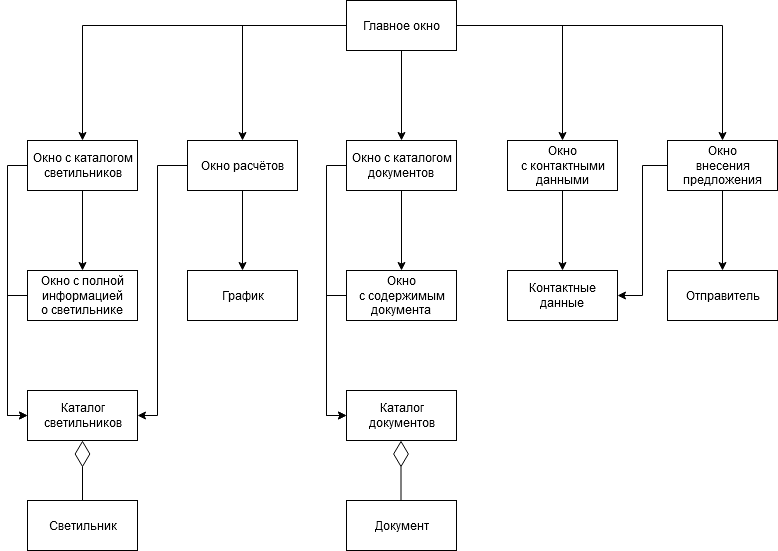 Главное окно
Окно с каталогом
светильников
Окно расчётов
Окно с каталогом
документов
Окно
с контактными
данными
Окно
внесения
предложения
Окно с полной
информацией
о светильнике
График
Окно
с содержимым
документа
Контактные
данные
Отправитель
Каталог
светильников
Каталог
документов
Светильник
Документ